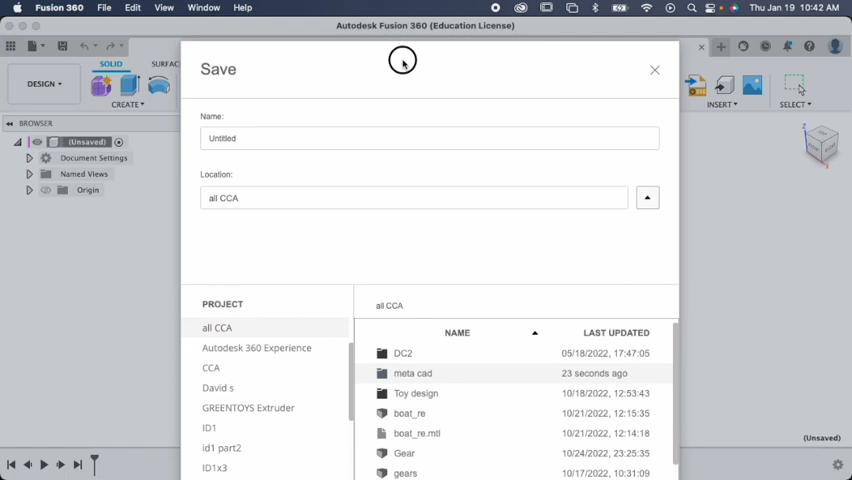 Fusion 360 File Edit View Window Help Thu Jan 19 10:42 AM
Autodesk Fusion 360 (Education License)
SOLID SURFAC
DESIGN
CREATE INSERT SELECT
BROWSER
(Unsaved)
Document Settings
Named Views
Origin
Save
Name:
Untitled
Location:
all CCA
PROJECT
all CCA
Autodesk 360 Experience
CCA
David s
GREENTOYS Extruder
ID1
id1 part2
ID1x3
all CCA
NAME LAST UPDATED
DC2 05/18/2022, 17:47:05
meta cad 23 seconds ago
Toy design 10/18/2022, 12:53:43
boat_re 10/21/2022, 12:15:35
boat_re.mtl 10/21/2022, 12:14:18
Gear 10/24/2022, 23:25:35
gears 10/17/2022, 10:31:09
(Unsaved)